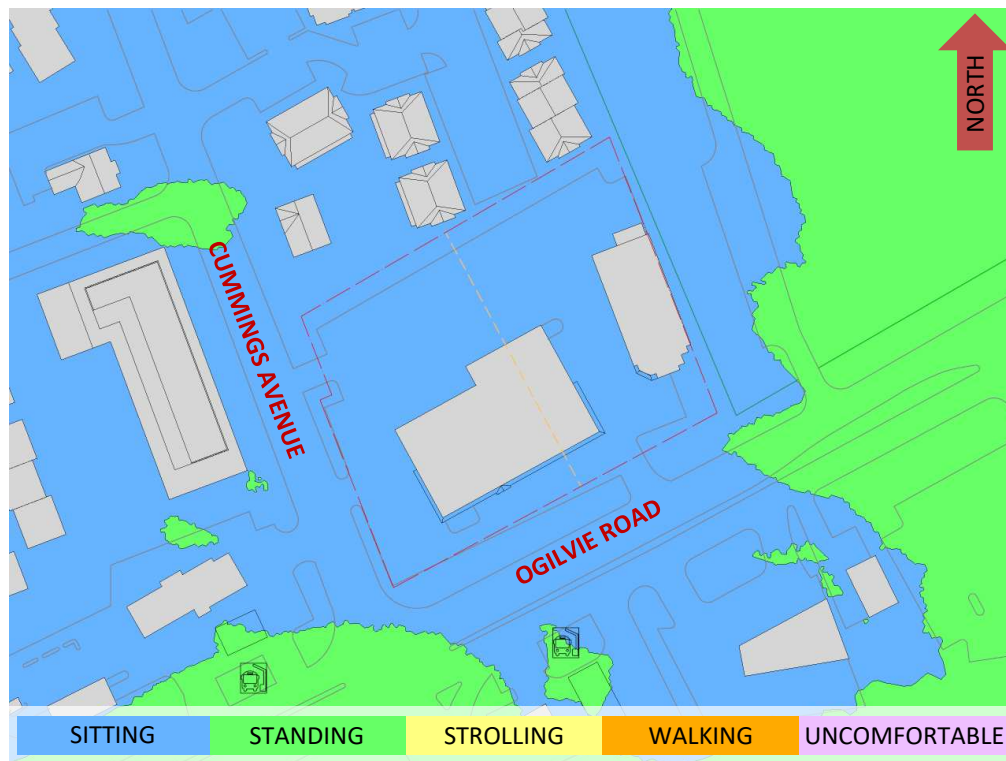 NORTH
CUMMINGS AVENUE
OGILVIE ROAD
SITTING
STANDING
STROLLING
WALKING
UNCOMFORTABLE